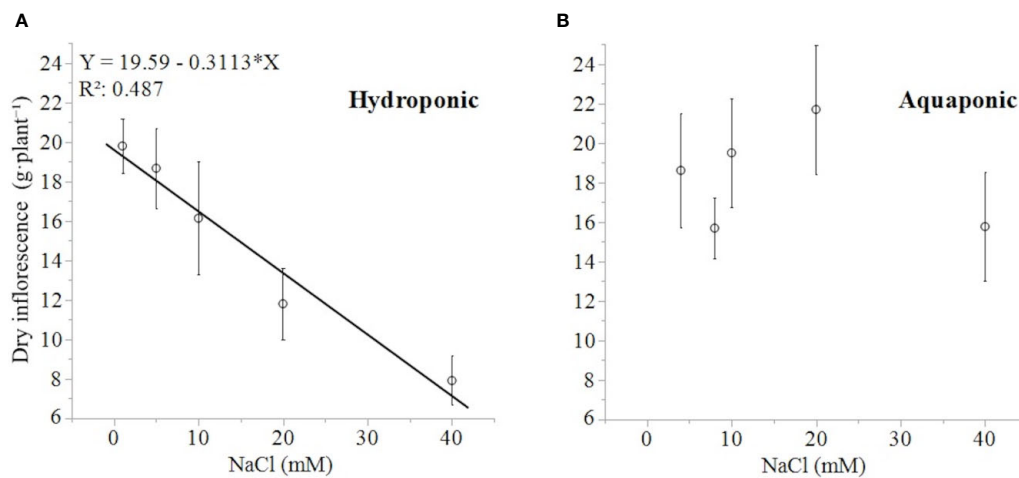 A
Y = 19.59 - 0.3113*X
R²: 0.487
Hydroponic
Dry inflorescence (g·plant⁻¹)
24
22
20
18
16
14
12
10
8
6
0 10 20 30 40
NaCl (mM)
B
Aquaponic
24
22
20
18
16
14
12
10
8
6
0 10 20 30 40
NaCl (mM)